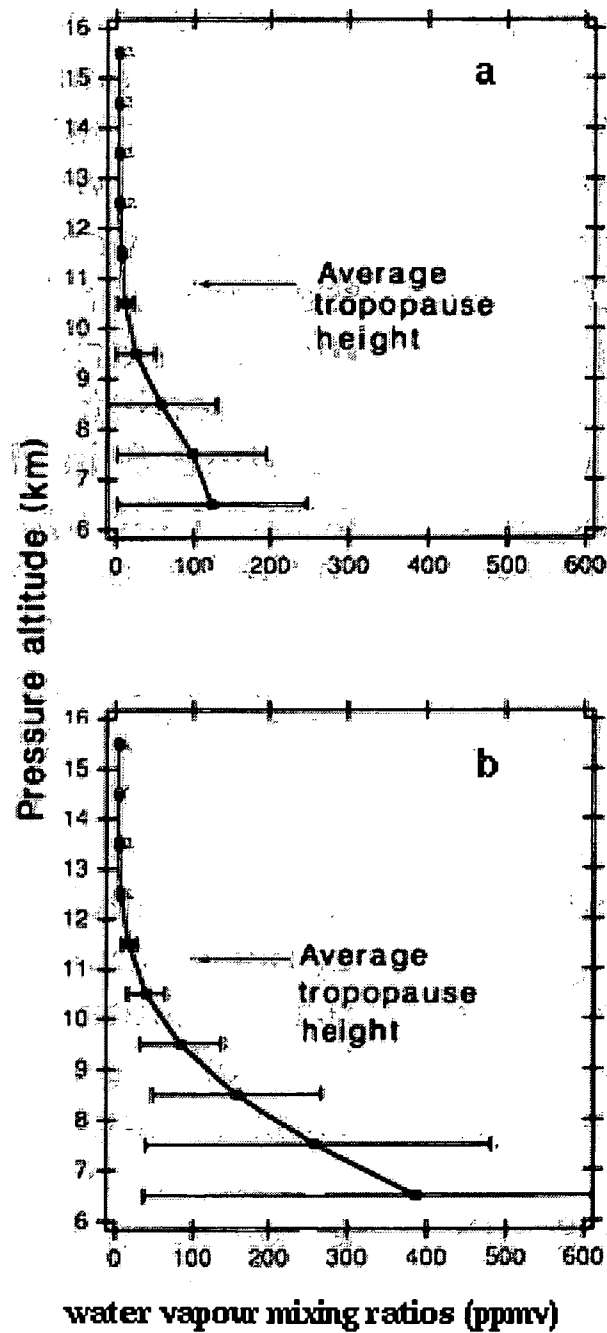 Pressure altitude (km)
16
15
14
13
12
11
10
9
8
7
6
a
Average
tropopause
height
0 100 200 300 400 500 600
16
15
14
13
12
11
10
9
8
7
6
b
Average
tropopause
height
0 100 200 300 400 500 600
water vapour mixing ratios (ppmv)